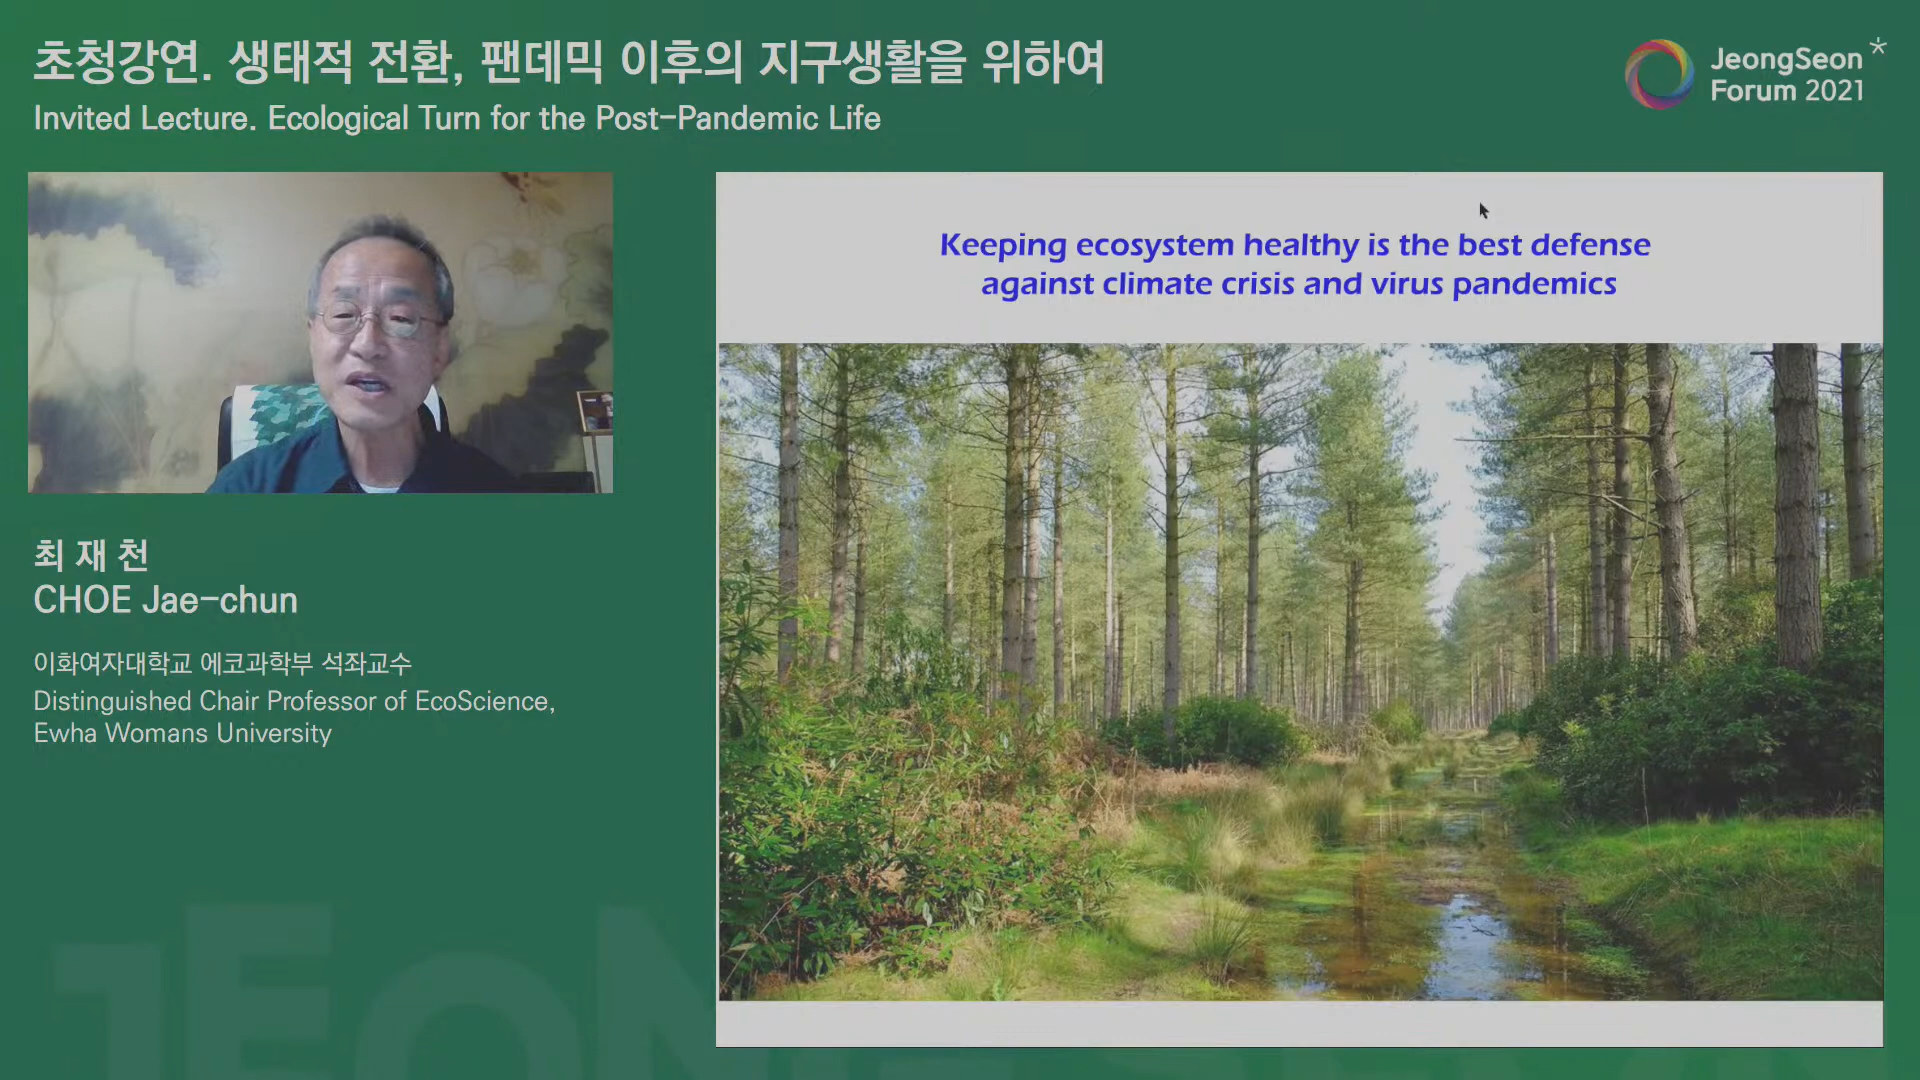 초청강연. 생태적 전환, 팬데믹 이후의 지구생활을 위하여
Invited Lecture. Ecological Turn for the Post-Pandemic Life
JeongSeon
Forum 2021
Keeping ecosystem healthy is the best defense
against climate crisis and virus pandemics
최재천
CHOE Jae-chun
이화여자대학교 에코과학부 석좌교수
Distinguished Chair Professor of EcoScience,
Ewha Womans University